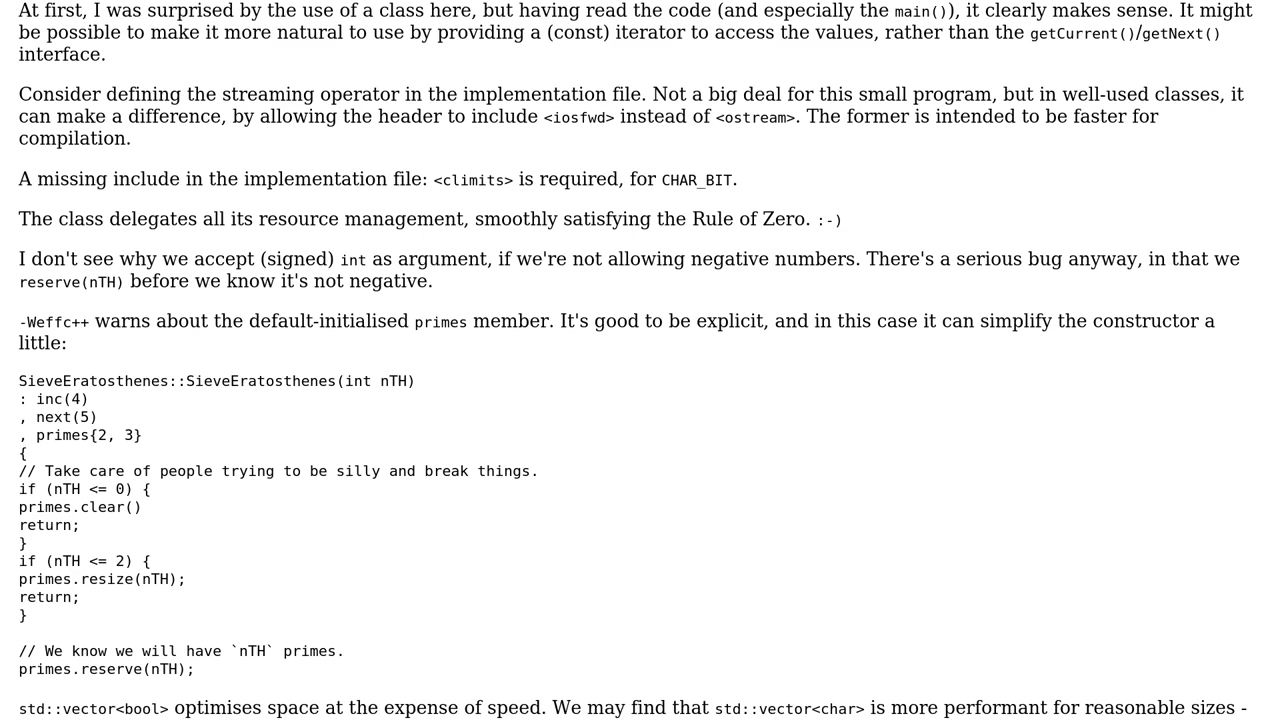 At first, I was surprised by the use of a class here, but having read the code (and especially the main()), it clearly makes sense. It might
be possible to make it more natural to use by providing a (const) iterator to access the values, rather than the getCurrent()/getNext()
interface.
Consider defining the streaming operator in the implementation file. Not a big deal for this small program, but in well-used classes, it
can make a difference, by allowing the header to include <iosfwd> instead of <ostream>. The former is intended to be faster for
compilation.
A missing include in the implementation file: <climits> is required, for CHAR_BIT.
The class delegates all its resource management, smoothly satisfying the Rule of Zero. :-)
I don't see why we accept (signed) int as argument, if we're not allowing negative numbers. There's a serious bug anyway, in that we
reserve(nTH) before we know it's not negative.
-Weffc++ warns about the default-initialised primes member. It's good to be explicit, and in this case it can simplify the constructor a
little:
SieveEratosthenes::SieveEratosthenes(int nTH)
: inc(4)
, next(5)
, primes{2, 3}
{
// Take care of people trying to be silly and break things.
if (nTH <= 0) {
primes.clear()
return;
}
if (nTH <= 2) {
primes.resize(nTH);
return;
}
// We know we will have `nTH` primes.
primes.reserve(nTH);
std::vector<bool> optimises space at the expense of speed. We may find that std::vector<char> is more performant for reasonable sizes -